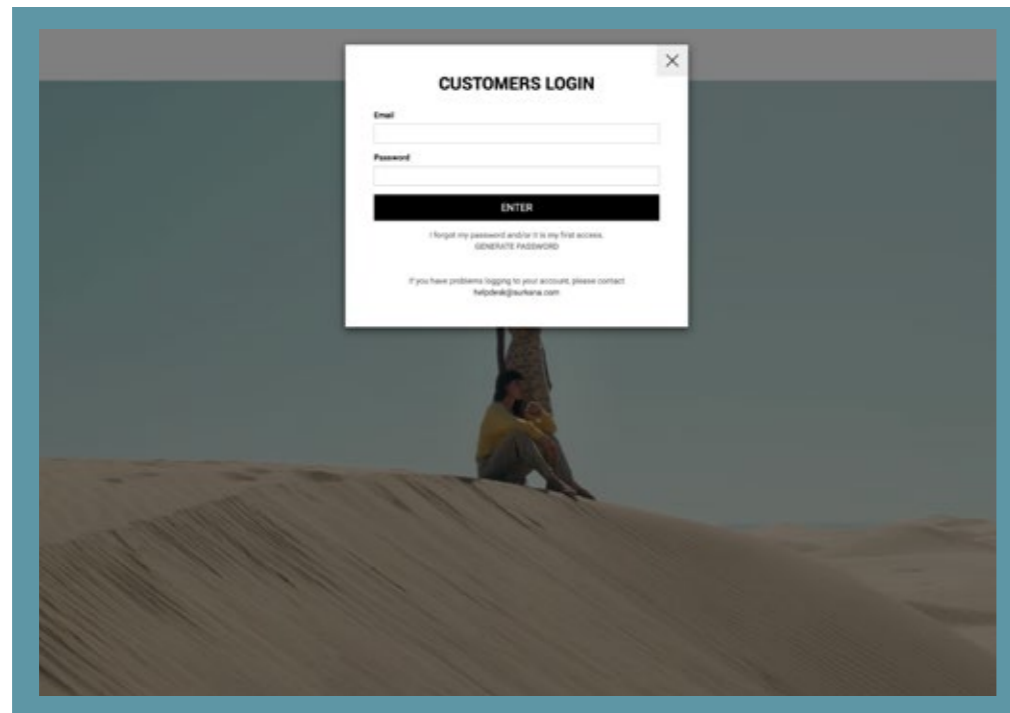 CUSTOMERS LOGIN
Email
Password
ENTER
I forgot my password and/or it is my first access.
GENERATE PASSWORD
If you have problems logging to your account, please contact
helpdesk@surkana.com